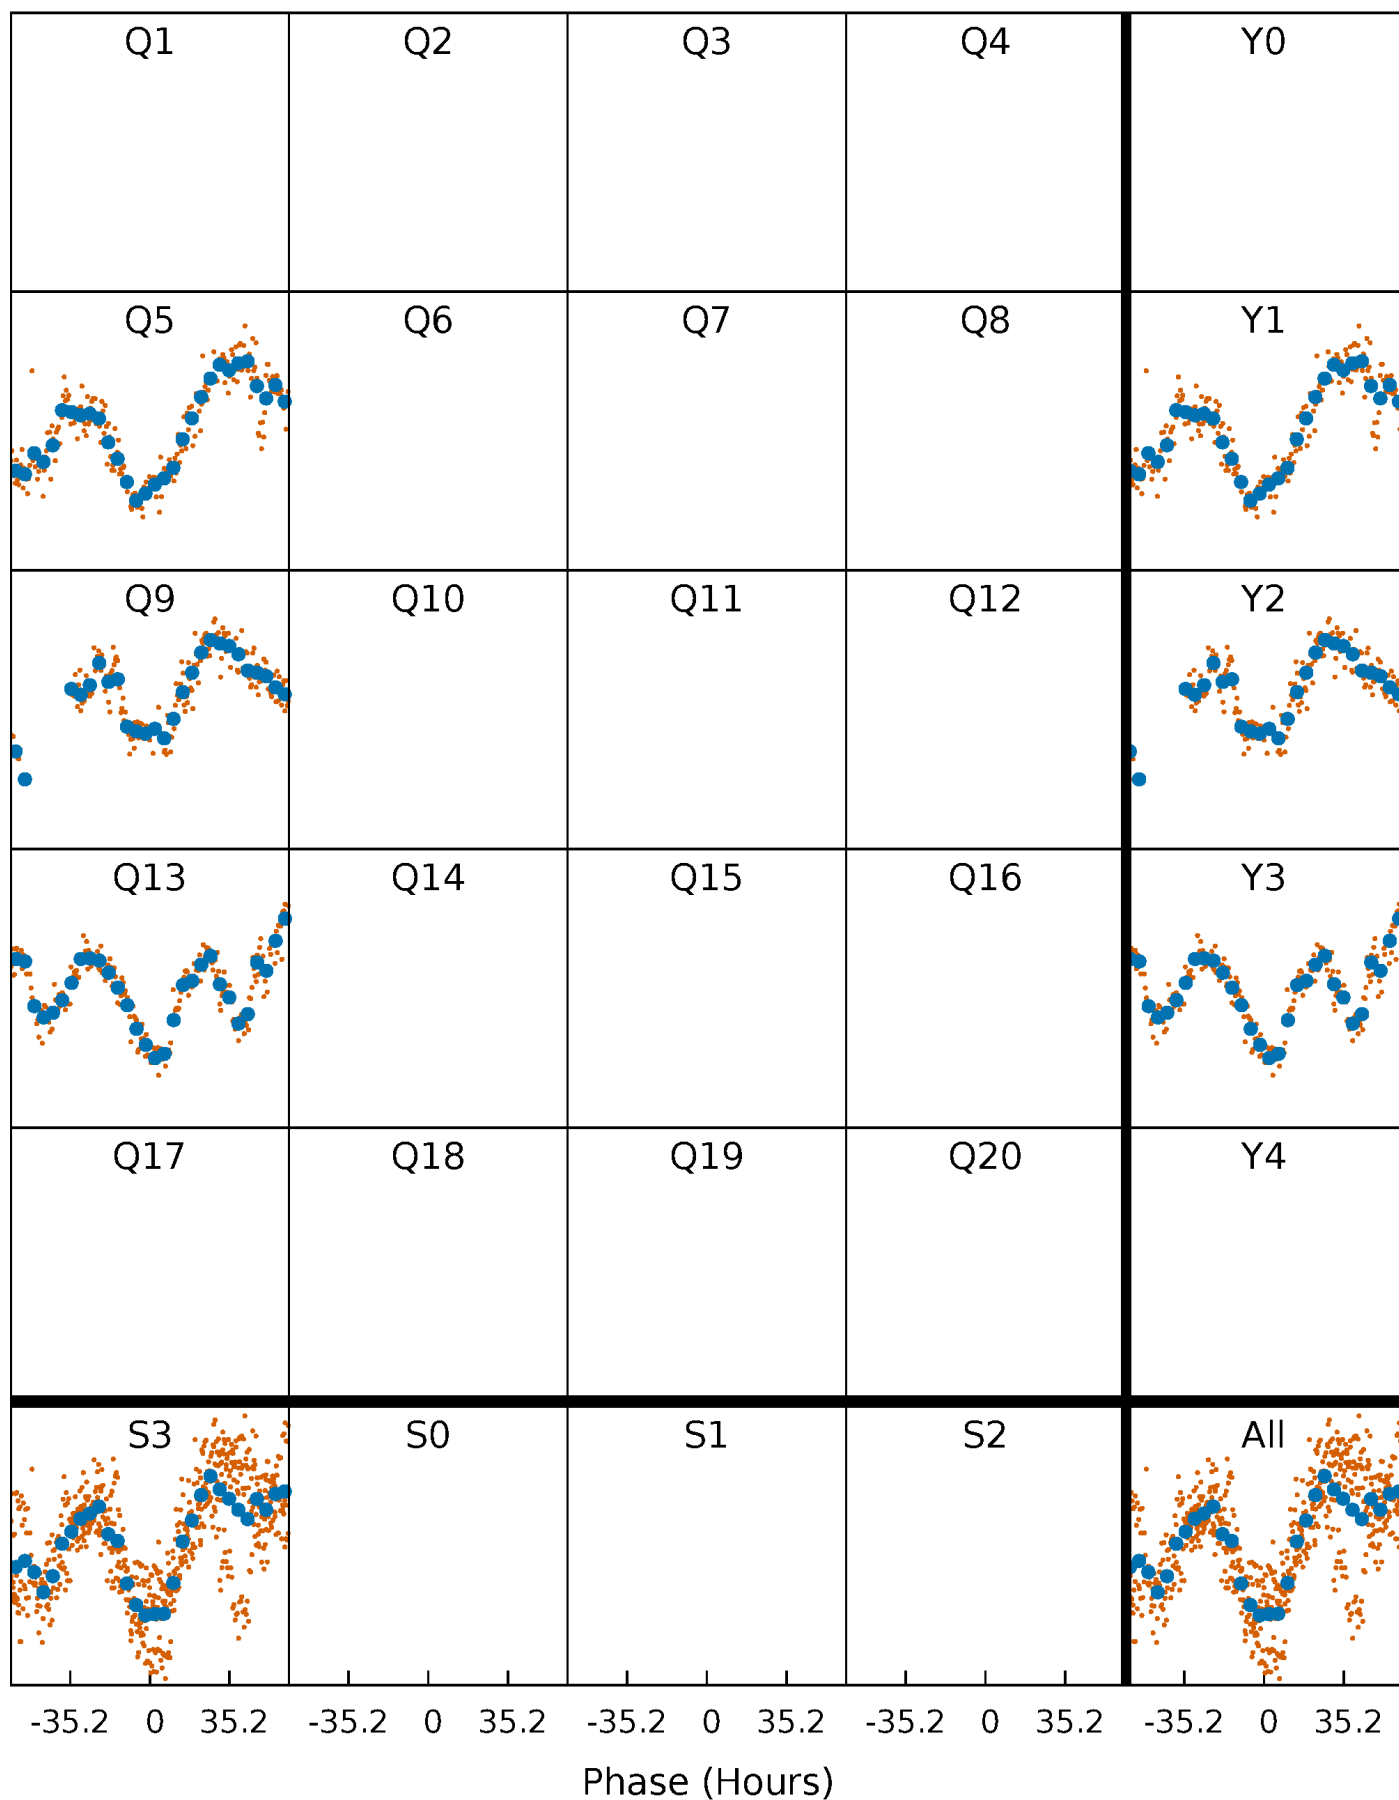 Q1 Q2 Q3 Q4 Y0
Q5 Q6 Q7 Q8 Y1
Q9 Q10 Q11 Q12 Y2
Q13 Q14 Q15 Q16 Y3
Q17 Q18 Q19 Q20 Y4
S3 S0 S1 S2 All
-35.2 0 35.2 -35.2 0 35.2 -35.2 0 35.2 -35.2 0 35.2 -35.2 0 35.2
Phase (Hours)